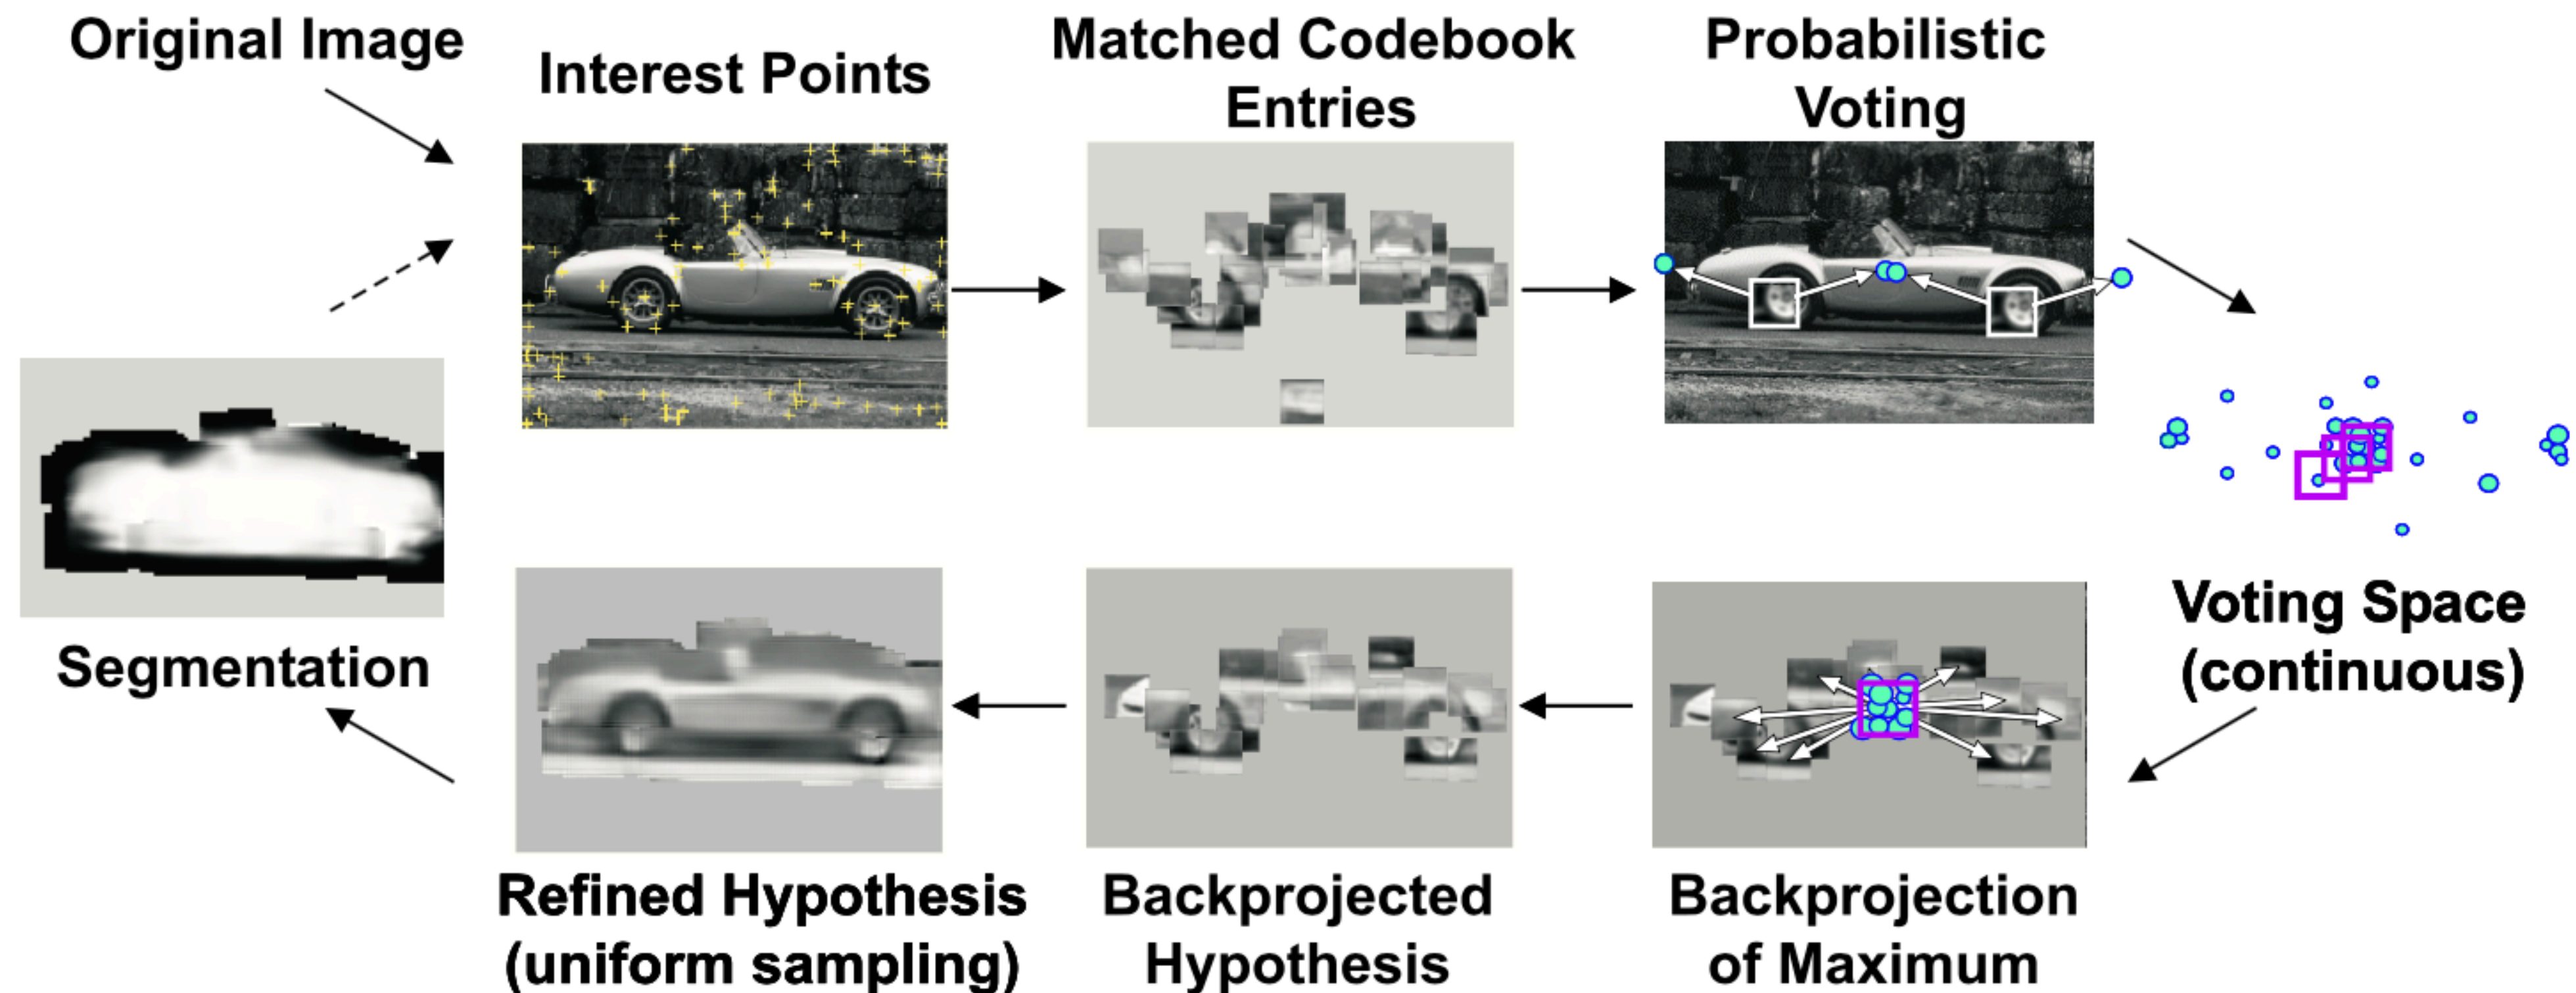 Original Image
Interest Points
Matched Codebook
Entries
Probabilistic
Voting
Voting Space
(continuous)
Segmentation
Refined Hypothesis
(uniform sampling)
Backprojected
Hypothesis
Backprojection
of Maximum